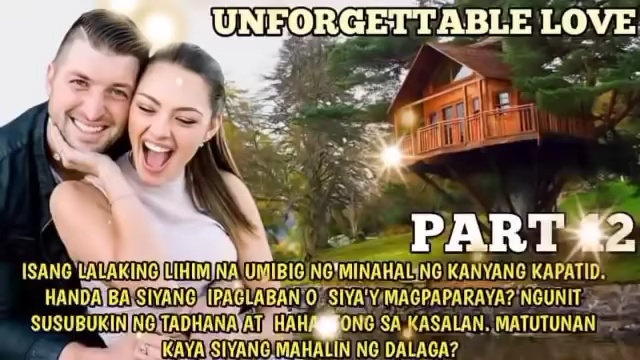 UNFORGETTABLE LOVE
PART 12
ISANG LALAKING LIHIM NA UMIBIG NG MINAHAL NG KANYANG KAPATID.
HANDA BA SIYANG IPAGLABAN O SIYA'Y MAGPAPARAYA? NGUNIT
SUSUBUKIN NG TADHANA AT SA KASALAN. MATUTUNAN
KAYA SIYANG MAHALIN NG DALAGA?